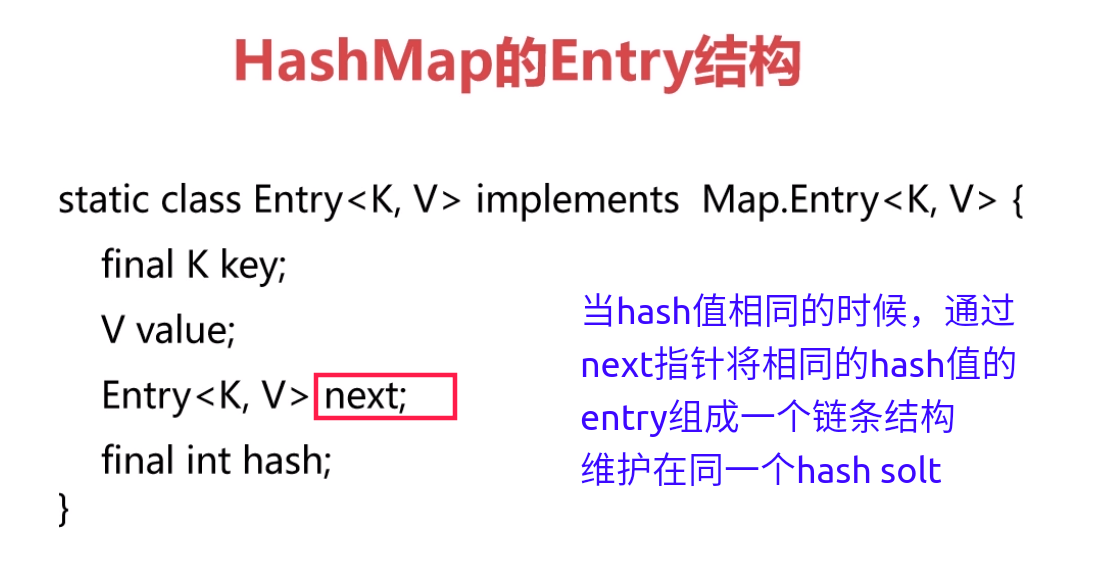 HashMap的Entry结构
static class Entry<K, V> implements Map.Entry<K, V> {
final K key;
V value;
Entry<K, V> next;
final int hash;
}
当hash值相同的时候，通过
next指针将相同的hash值的
entry组成一个链条结构
维护在同一个hash solt